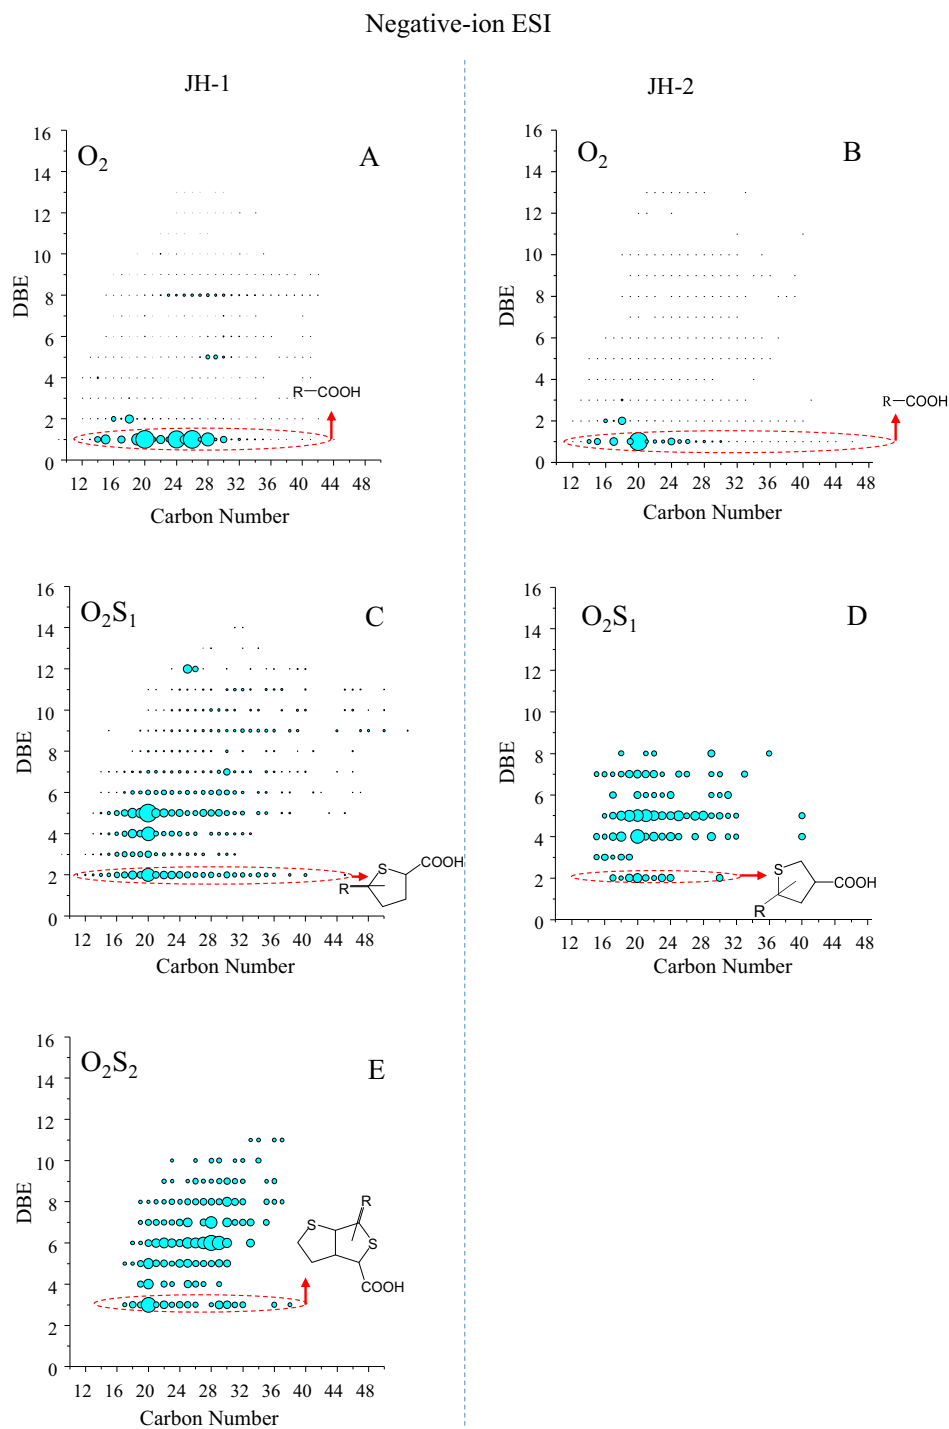 Negative-ion ESI
JH-1
JH-2
O2
A
16
14
12
10
8
6
4
2
0
DBE
R—COOH
12 16 20 24 28 32 36 40 44 48
Carbon Number
O2
B
16
14
12
10
8
6
4
2
0
DBE
R—COOH
12 16 20 24 28 32 36 40 44 48
Carbon Number
O2S1
C
16
14
12
10
8
6
4
2
0
DBE
S
COOH
R
12 16 20 24 28 32 36 40 44 48
Carbon Number
O2S1
D
16
14
12
10
8
6
4
2
0
DBE
S
COOH
R
12 16 20 24 28 32 36 40 44 48
Carbon Number
O2S2
E
16
14
12
10
8
6
4
2
0
DBE
R
S
S
COOH
12 16 20 24 28 32 36 40 44 48
Carbon Number